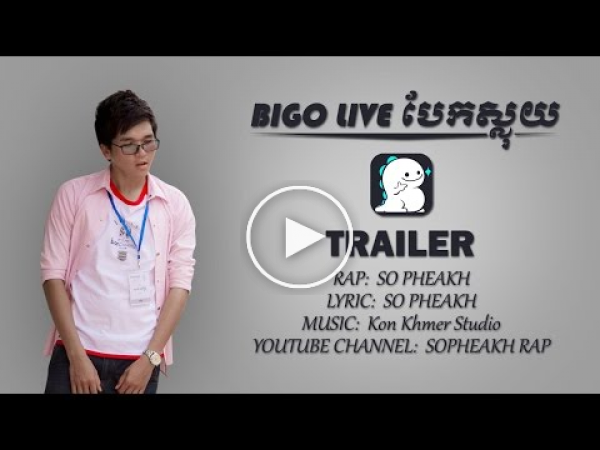 BIGO LIVE បែកស្លុយ
TRAILER
RAP: SO PHEAKH
LYRIC: SO PHEAKH
MUSIC: Kon Khmer Studio
YOUTUBE CHANNEL: SOPHEAKH RAP